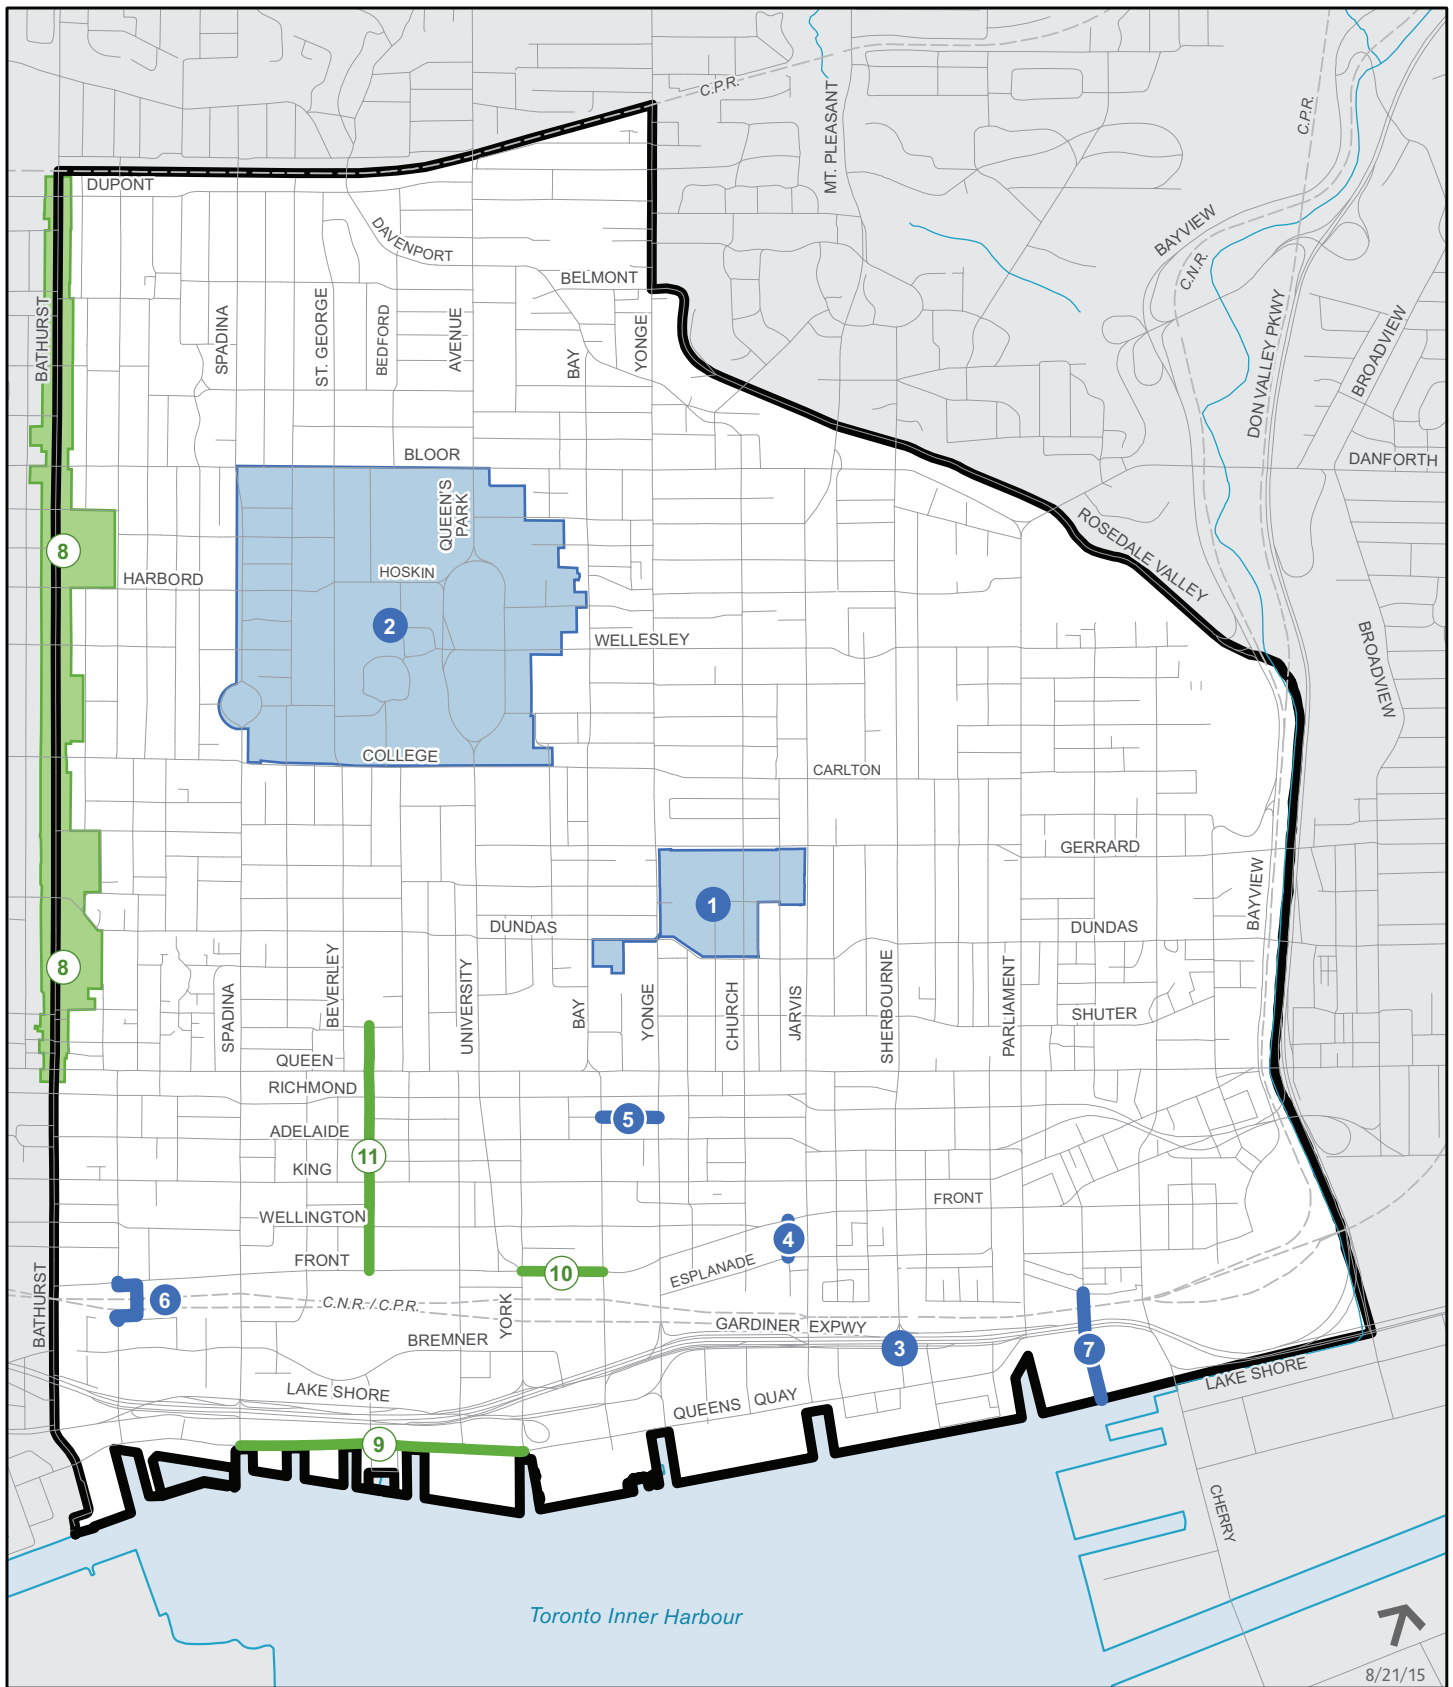 C.P.R.
MT. PLEASANT
C.P.R.
DUPONT
DAVENPORT
BELMONT
BAYVIEW
C.N.R.
DON VALLEY PKWY
BROADVIEW
BATHURST
SPADINA
ST. GEORGE
BEDFORD
AVENUE
BAY
YONGE
BLOOR
DANFORTH
QUEEN'S
PARK
ROSEDALE VALLEY
8
HARBORD
HOSKIN
2
WELLESLEY
BROADVIEW
COLLEGE
CARLTON
GERRARD
BAYVIEW
1
DUNDAS
DUNDAS
8
SPADINA
BEVERLEY
UNIVERSITY
BAY
YONGE
CHURCH
JARVIS
SHERBOURNE
PARLIAMENT
SHUTER
QUEEN
RICHMOND
5
ADELAIDE
11
KING
FRONT
WELLINGTON
4
FRONT
10
ESPLANADE
BATHURST
6
C.N.R. / C.P.R.
YORK
GARDINER EXPWY
BREMNER
3
7
LAKE SHORE
LAKE SHORE
QUEENS QUAY
9
CHERRY
Toronto Inner Harbour
8/21/15